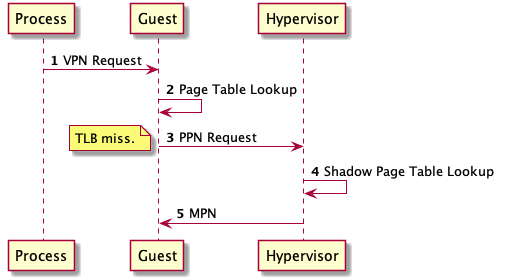 Process
Guest
Hypervisor
1 VPN Request
2 Page Table Lookup
TLB miss.
3 PPN Request
4 Shadow Page Table Lookup
5 MPN
Process
Guest
Hypervisor